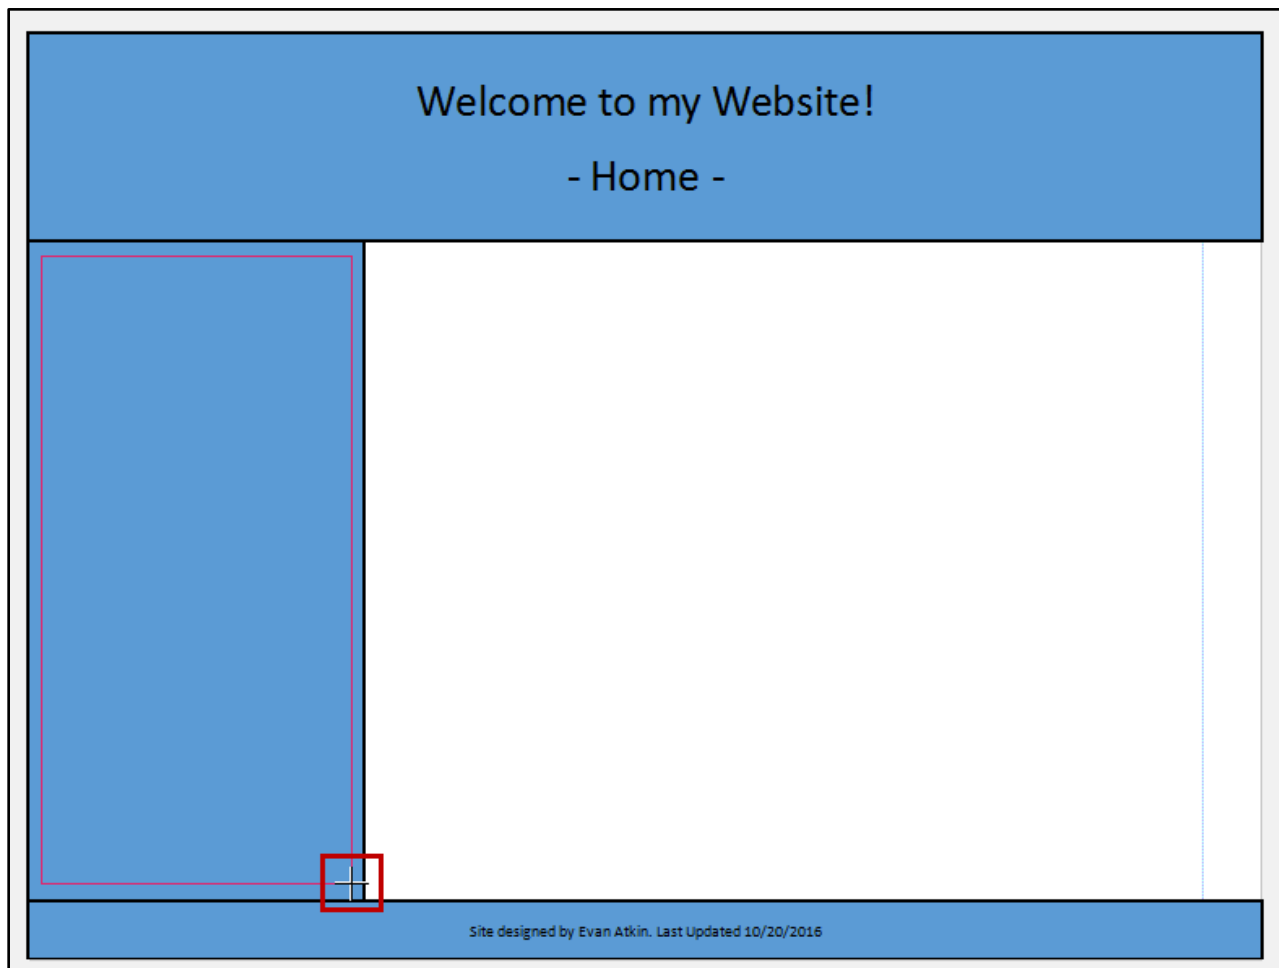 Welcome to my Website!
- Home -
Site designed by Evan Atkin. Last Updated 10/20/2016